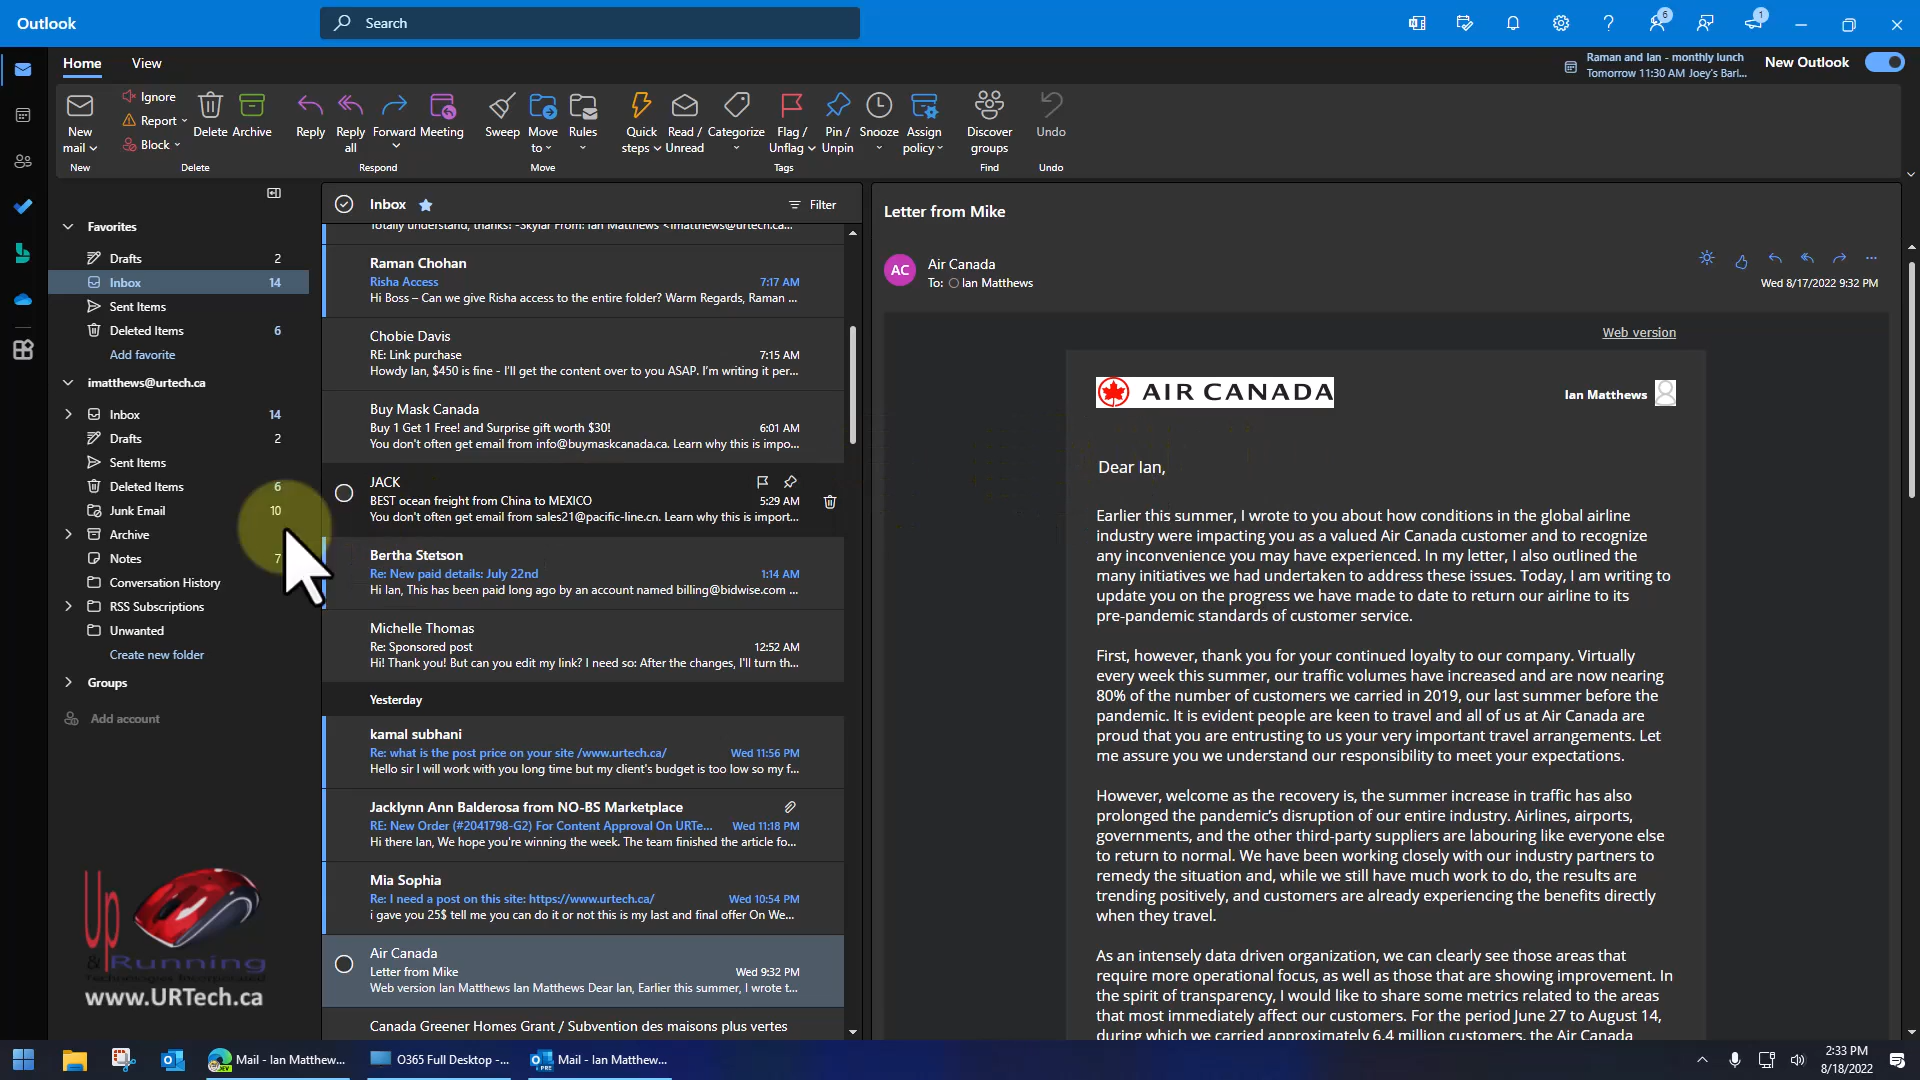 Outlook
Search
6
1
Home
View
Raman and Ian - monthly lunch
Tomorrow 11:30 AM Joey's Barl...
New Outlook
New mail
Ignore
Report
Block
Delete
Archive
Reply
Reply all
Forward
Meeting
Sweep
Move to
Rules
Quick steps
Read / Unread
Categorize
Flag / Unflag
Pin / Unpin
Snooze
Assign policy
Discover groups
Undo
New
Delete
Respond
Move
Tags
Find
Undo
Favorites
Drafts 2
Inbox 14
Sent Items
Deleted Items 6
Add favorite
imatthews@urtech.ca
Inbox 14
Drafts 2
Sent Items
Deleted Items 6
Junk Email 10
Archive
Notes 7
Conversation History
RSS Subscriptions
Unwanted
Create new folder
Groups
Add account
Up
& Running
Technologies Incorporated
www.URTech.ca
Inbox
Filter
Totally understand, thanks! -Skylar From: Ian Matthews <imatthews@urtech.ca...
Raman Chohan
Risha Access 7:17 AM
Hi Boss – Can we give Risha access to the entire folder? Warm Regards, Raman ...
Chobie Davis
RE: Link purchase 7:15 AM
Howdy Ian, $450 is fine - I'll get the content over to you ASAP. I'm writing it per...
Buy Mask Canada
Buy 1 Get 1 Free! and Surprise gift worth $30! 6:01 AM
You don't often get email from info@buymaskcanada.ca. Learn why this is impo...
JACK
BEST ocean freight from China to MEXICO 5:29 AM
You don't often get email from sales21@pacific-line.cn. Learn why this is import...
Bertha Stetson
Re: New paid details: July 22nd 1:14 AM
Hi Ian, This has been paid long ago by an account named billing@bidwise.com ...
Michelle Thomas
Re: Sponsored post 12:52 AM
Hi! Thank you! But can you edit my link? I need so: After the changes, I'll turn th...
Yesterday
kamal subhani
Re: what is the post price on your site /www.urtech.ca/ Wed 11:56 PM
Hello sir I will work with you long time but my client's budget is too low so my f...
Jacklynn Ann Balderosa from NO-BS Marketplace
RE: New Order (#2041798-G2) For Content Approval On URTe... Wed 11:18 PM
Hi there Ian, We hope you're winning the week. The team finished the article fo...
Mia Sophia
Re: I need a post on this site: https://www.urtech.ca/ Wed 10:54 PM
i gave you 25$ tell me you can do it or not this is my last and final offer On We...
Air Canada
Letter from Mike Wed 9:32 PM
Web version Ian Matthews Ian Matthews Dear Ian, Earlier this summer, I wrote t...
Canada Greener Homes Grant / Subvention des maisons plus vertes
Letter from Mike
AC
Air Canada
To: Ian Matthews
Wed 8/17/2022 9:32 PM
Web version
AIR CANADA
Ian Matthews
Dear Ian,
Earlier this summer, I wrote to you about how conditions in the global airline
industry were impacting you as a valued Air Canada customer and to recognize
any inconvenience you may have experienced. In my letter, I also outlined the
many initiatives we had undertaken to address these issues. Today, I am writing to
update you on the progress we have made to date to return our airline to its
pre-pandemic standards of customer service.
First, however, thank you for your continued loyalty to our company. Virtually
every week this summer, our traffic volumes have increased and are now nearing
80% of the number of customers we carried in 2019, our last summer before the
pandemic. It is evident people are keen to travel and all of us at Air Canada are
proud that you are entrusting to us your very important travel arrangements. Let
me assure you we understand our responsibility to meet your expectations.
However, welcome as the recovery is, the summer increase in traffic has also
prolonged the pandemic's disruption of our entire industry. Airlines, airports,
governments, and the other third-party suppliers are labouring like everyone else
to return to normal. We have been working closely with our industry partners to
remedy the situation and, while we still have much work to do, the results are
trending positively, and customers are already experiencing the benefits directly
when they travel.
As an intensely data driven organization, we can clearly see those areas that
require more operational focus, as well as those that are showing improvement. In
the spirit of transparency, I would like to share some metrics related to the areas
that most immediately affect our customers. For the period June 27 to August 14,
during which we carried approximately 6.4 million customers, the Air Canada
Mail - Ian Matthew...
O365 Full Desktop -...
Mail - Ian Matthew...
2:33 PM
8/18/2022